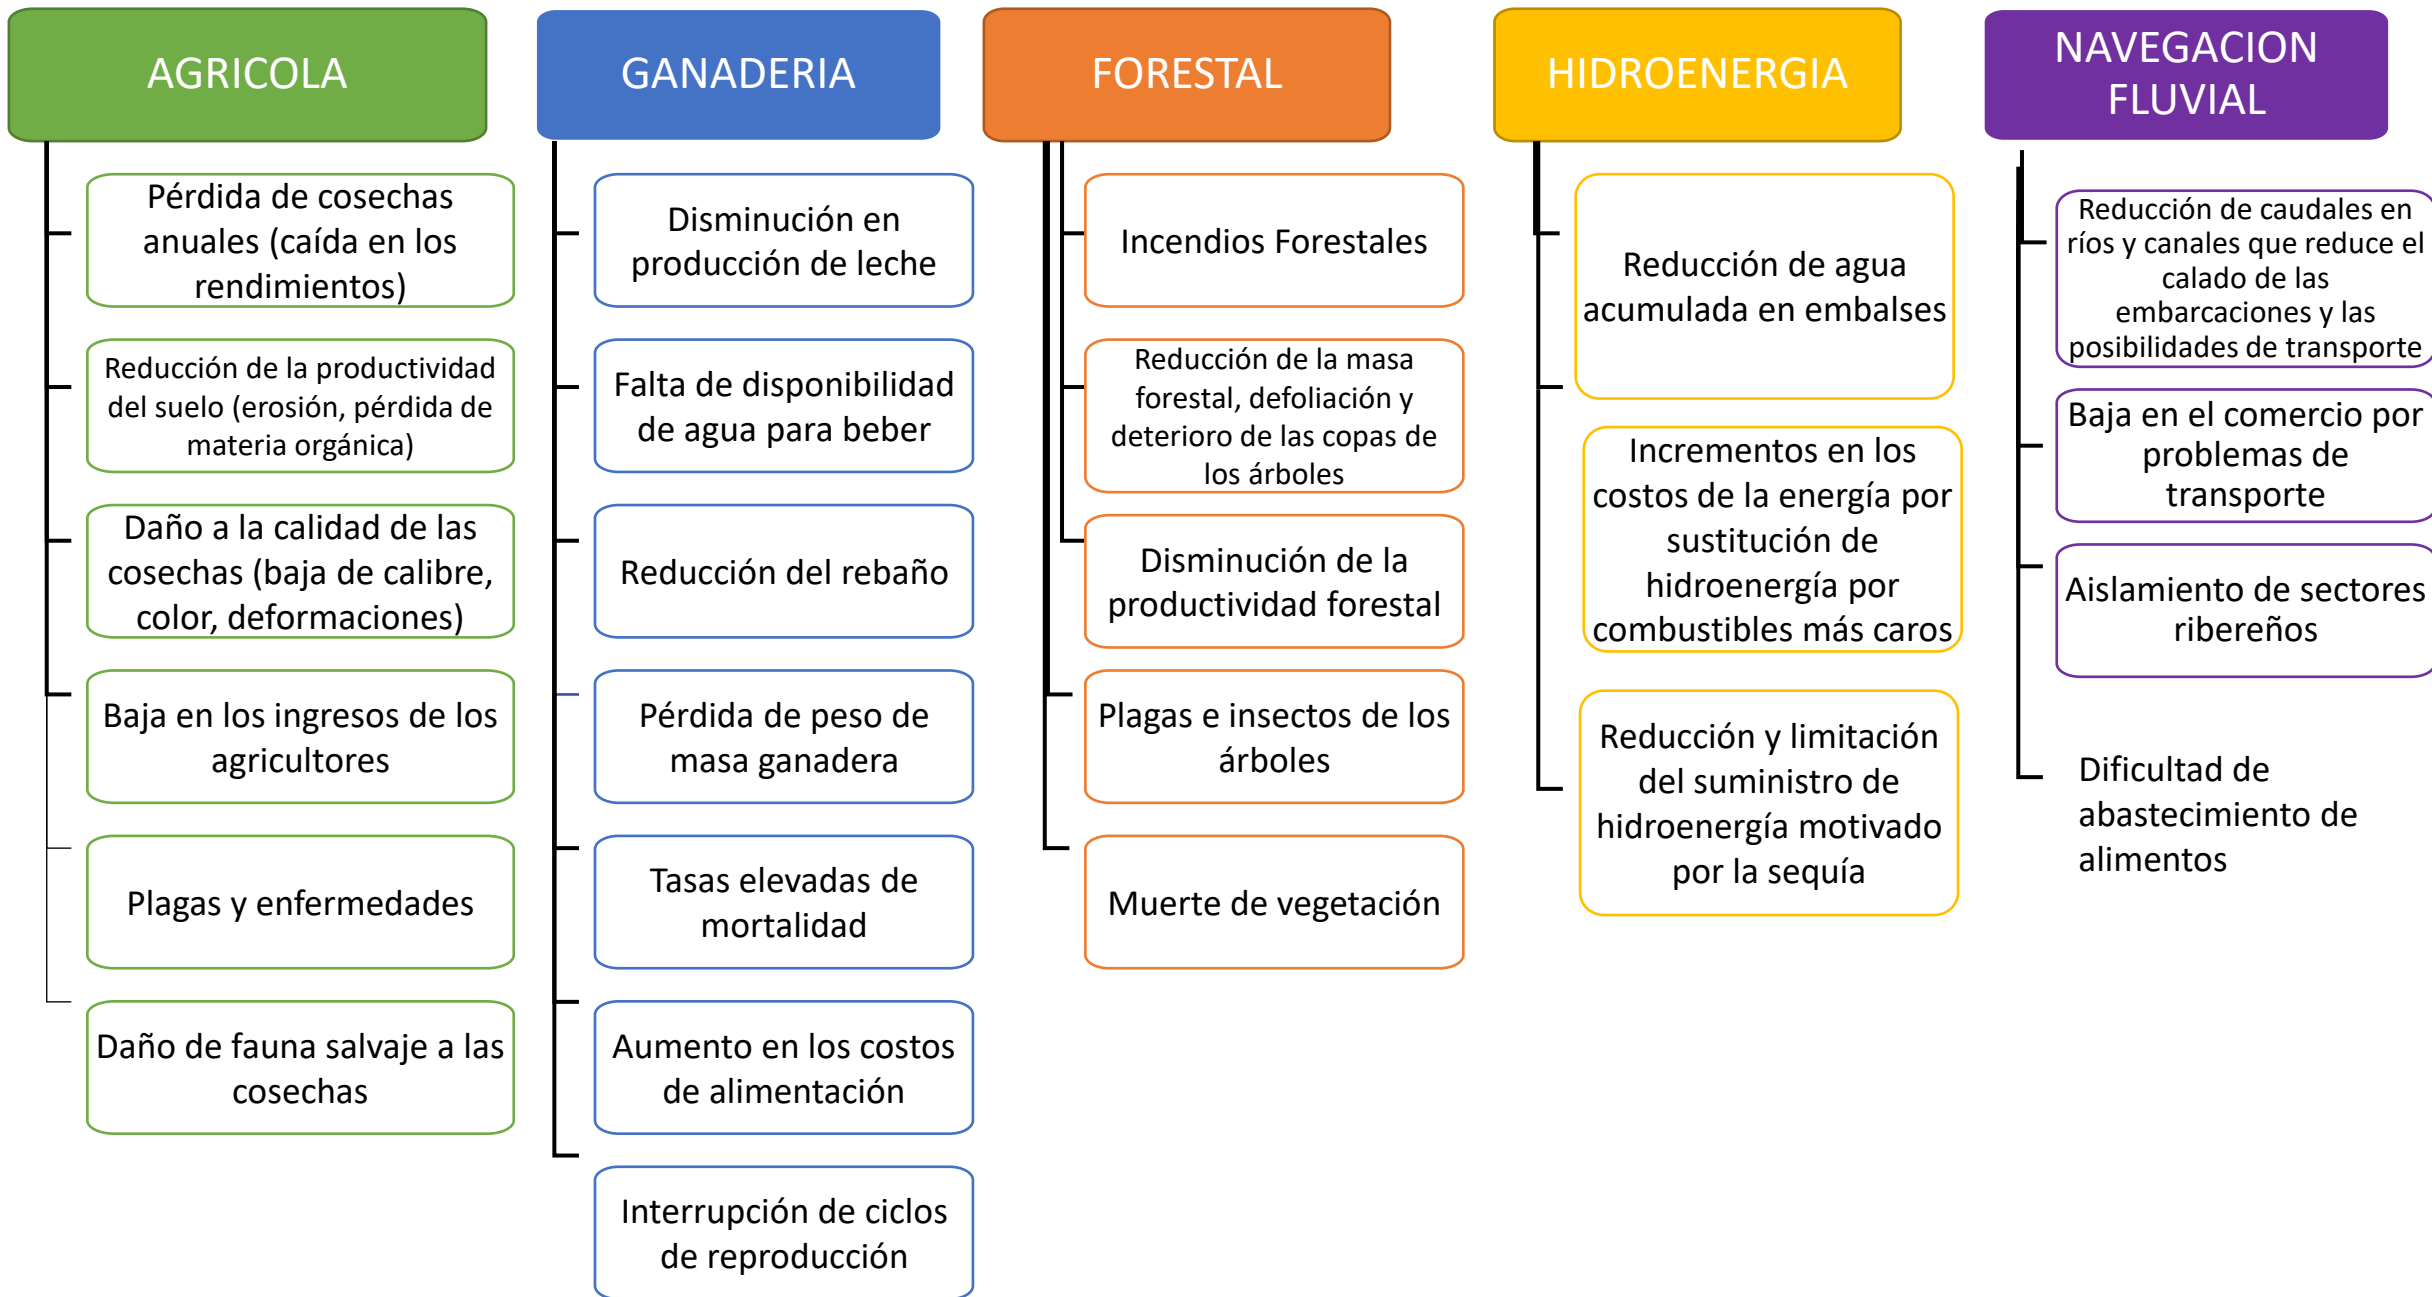 AGRICOLA
Pérdida de cosechas
anuales (caída en los
rendimientos)
Reducción de la productividad
del suelo (erosión, pérdida de
materia orgánica)
Daño a la calidad de las
cosechas (baja de calibre,
color, deformaciones)
Baja en los ingresos de los
agricultores
Plagas y enfermedades
Daño de fauna salvaje a las
cosechas
GANADERIA
Disminución en
producción de leche
Falta de disponibilidad
de agua para beber
Reducción del rebaño
Pérdida de peso de
masa ganadera
Tasas elevadas de
mortalidad
Aumento en los costos
de alimentación
Interrupción de ciclos
de reproducción
FORESTAL
Incendios Forestales
Reducción de la masa
forestal, defoliación y
deterioro de las copas de
los árboles
Disminución de la
productividad forestal
Plagas e insectos de los
árboles
Muerte de vegetación
HIDROENERGIA
Reducción de agua
acumulada en embalses
Incrementos en los
costos de la energía por
sustitución de
hidroenergía por
combustibles más caros
Reducción y limitación
del suministro de
hidroenergía motivado
por la sequía
NAVEGACION
FLUVIAL
Reducción de caudales en
ríos y canales que reduce el
calado de las
embarcaciones y las
posibilidades de transporte
Baja en el comercio por
problemas de
transporte
Aislamiento de sectores
ribereños
Dificultad de
abastecimiento de
alimentos